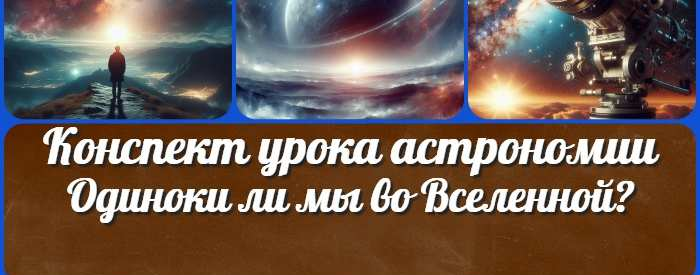 Конспект урока астрономии
Одиноки ли мы во Вселенной?